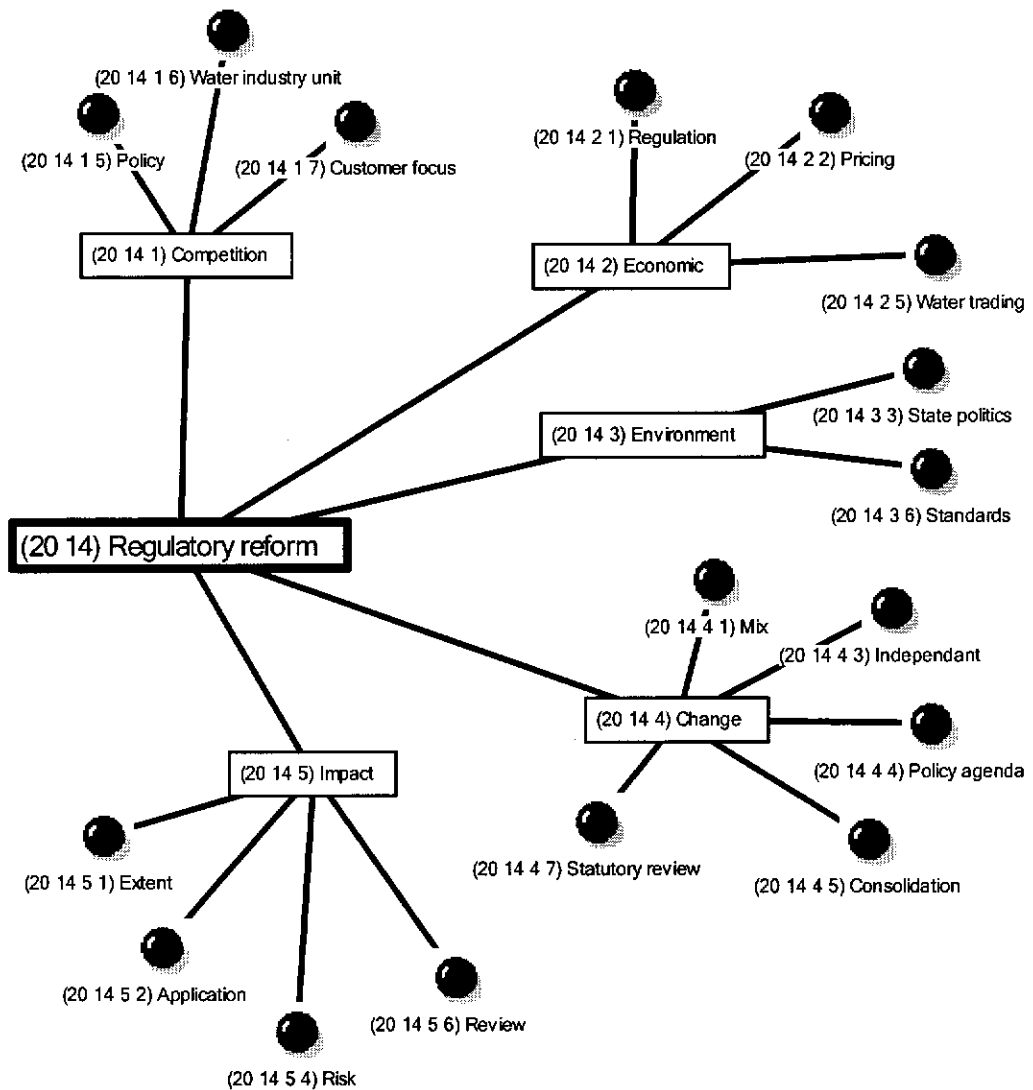 (20 14 1 6) Water industry unit
(20 14 1 5) Policy
(20 14 1 7) Customer focus
(20 14 1) Competition
(20 14 2 1) Regulation
(20 14 2 2) Pricing
(20 14 2) Economic
(20 14 2 5) Water trading
(20 14 3 3) State politics
(20 14 3) Environment
(20 14 3 6) Standards
(20 14) Regulatory reform
(20 14 4 1) Mix
(20 14 4 3) Independant
(20 14 4) Change
(20 14 4 4) Policy agenda
(20 14 4 7) Statutory review
(20 14 4 5) Consolidation
(20 14 5) Impact
(20 14 5 1) Extent
(20 14 5 2) Application
(20 14 5 6) Review
(20 14 5 4) Risk